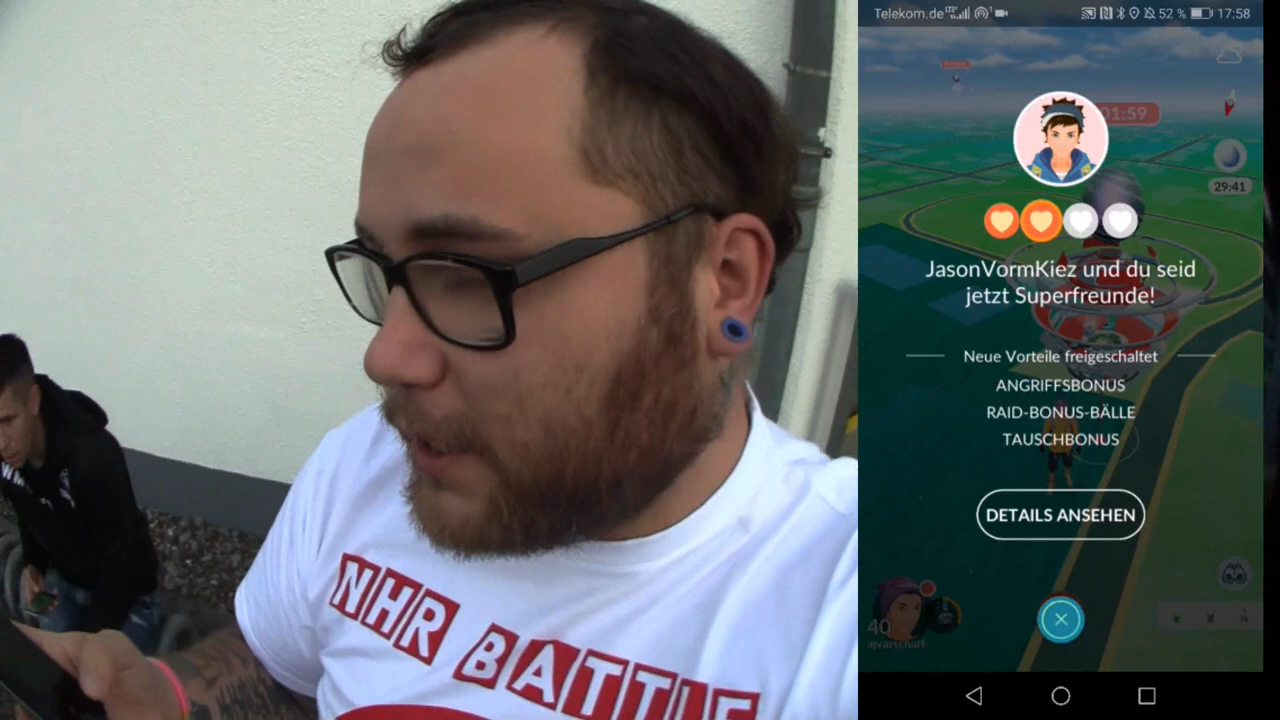 NHR BATTLE
Telekom.de 52 % 17:58
01:59
29:41
JasonVormKiez und du seid
jetzt Superfreunde!
Neue Vorteile freigeschaltet
ANGRIFFSBONUS
RAID-BONUS-BÄLLE
TAUSCHBONUS
DETAILS ANSEHEN
40